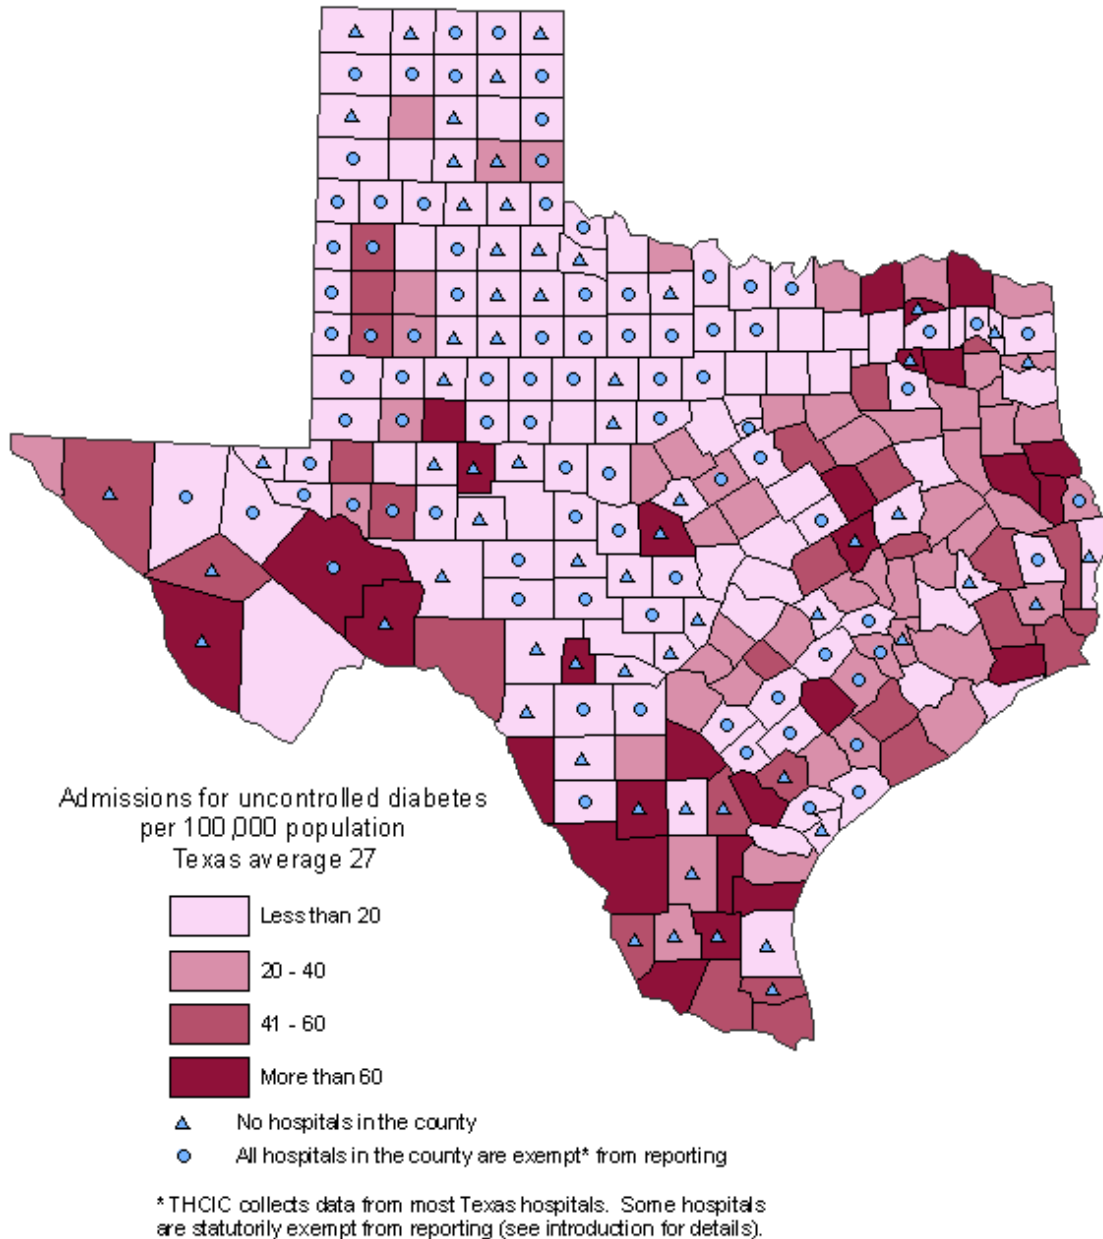 Admissions for uncontrolled diabetes
per 100,000 population
Texas average 27
Less than 20
20 - 40
41 - 60
More than 60
No hospitals in the county
All hospitals in the county are exempt* from reporting
* THCIC collects data from most Texas hospitals. Some hospitals
are statutorily exempt from reporting (see introduction for details).